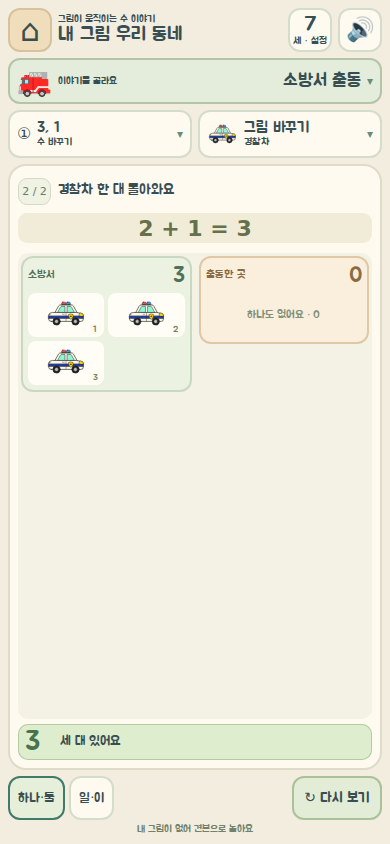 그림이 움직이는 수 이야기
내 그림 우리 동네
7
세 · 설정
이야기를 골라요
소방서 출동 ▾
① 3, 1
수 바꾸기
▾
그림 바꾸기
경찰차
▾
2 / 2
경찰차 한 대 돌아와요
2 + 1 = 3
소방서
3
1
2
3
출동한 곳
0
하나도 없어요 · 0
3
세 대 있어요
하나·둘
일·이
↻ 다시 보기
내 그림이 없어 견본으로 놀아요